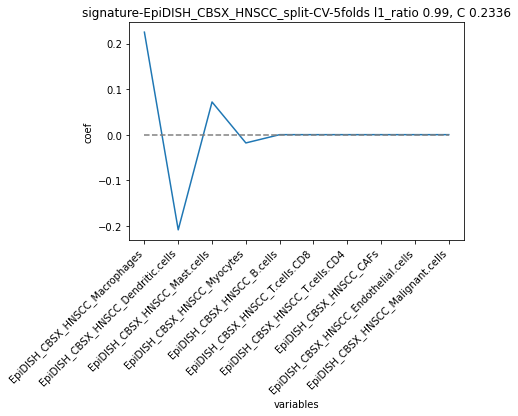 signature-EpiDISH_CBSX_HNSCC_split-CV-5folds l1_ratio 0.99, C 0.2336
0.2
0.1
0.0
−0.1
−0.2
coef
EpiDISH_CBSX_HNSCC_Macrophages
EpiDISH_CBSX_HNSCC_Dendritic.cells
EpiDISH_CBSX_HNSCC_Mast.cells
EpiDISH_CBSX_HNSCC_Myocytes
EpiDISH_CBSX_HNSCC_B.cells
EpiDISH_CBSX_HNSCC_T.cells.CD8
EpiDISH_CBSX_HNSCC_T.cells.CD4
EpiDISH_CBSX_HNSCC_CAFs
EpiDISH_CBSX_HNSCC_Endothelial.cells
EpiDISH_CBSX_HNSCC_Malignant.cells
variables